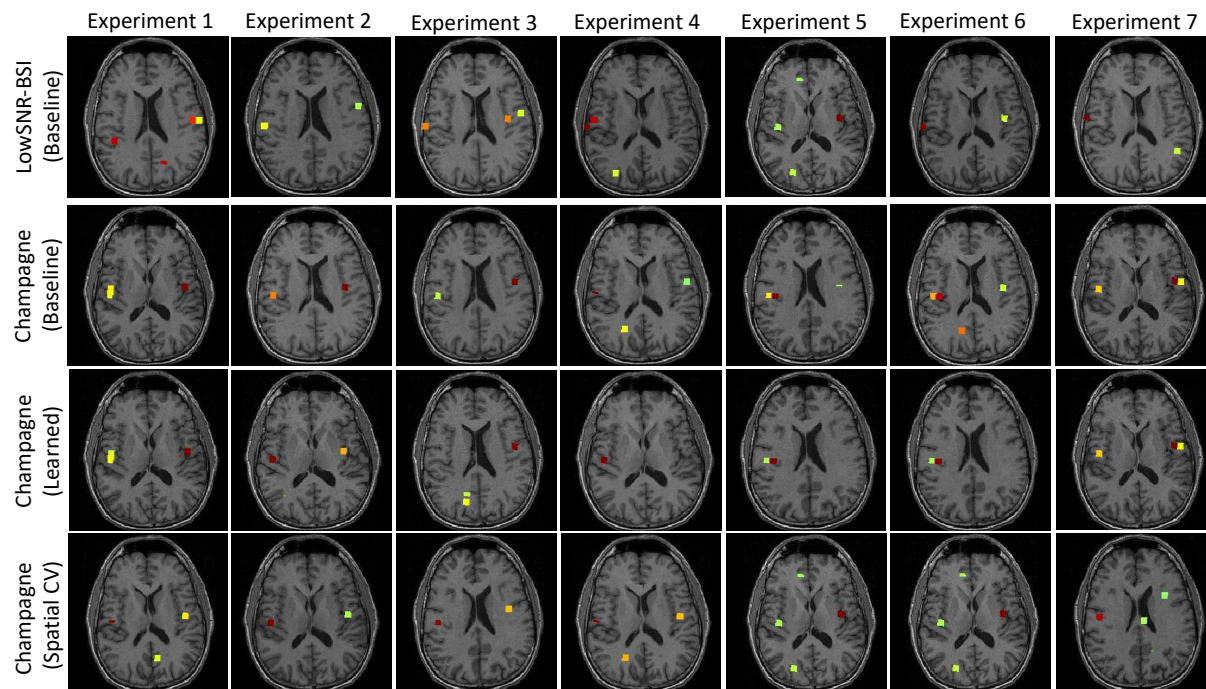 Experiment 1
Experiment 2
Experiment 3
Experiment 4
Experiment 5
Experiment 6
Experiment 7
LowSNR-BSI
(Baseline)
Champagne
(Baseline)
Champagne
(Learned)
Champagne
(Spatial CV)